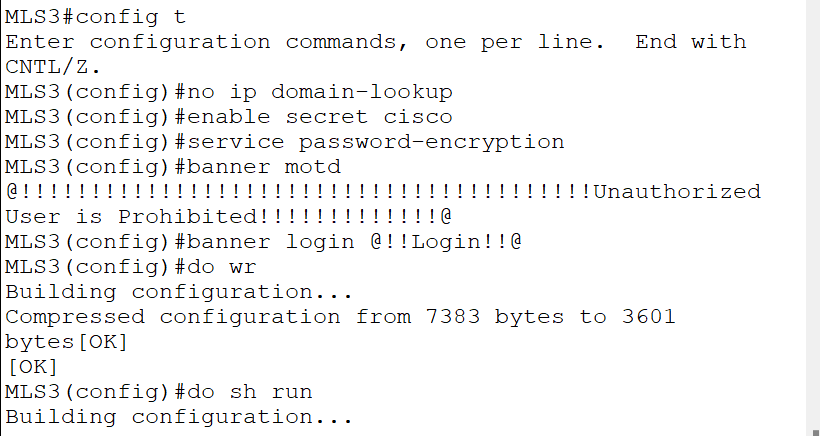 MLS3#config t
Enter configuration commands, one per line.  End with
CNTL/Z.
MLS3(config)#no ip domain-lookup
MLS3(config)#enable secret cisco
MLS3(config)#service password-encryption
MLS3(config)#banner motd
@!!!!!!!!!!!!!!!!!!!!!!!!!!!!!!!!!!!!!!!!!Unauthorized
User is Prohibited!!!!!!!!!!!!!@
MLS3(config)#banner login @!!Login!!@
MLS3(config)#do wr
Building configuration...
Compressed configuration from 7383 bytes to 3601
bytes[OK]
[OK]
MLS3(config)#do sh run
Building configuration...